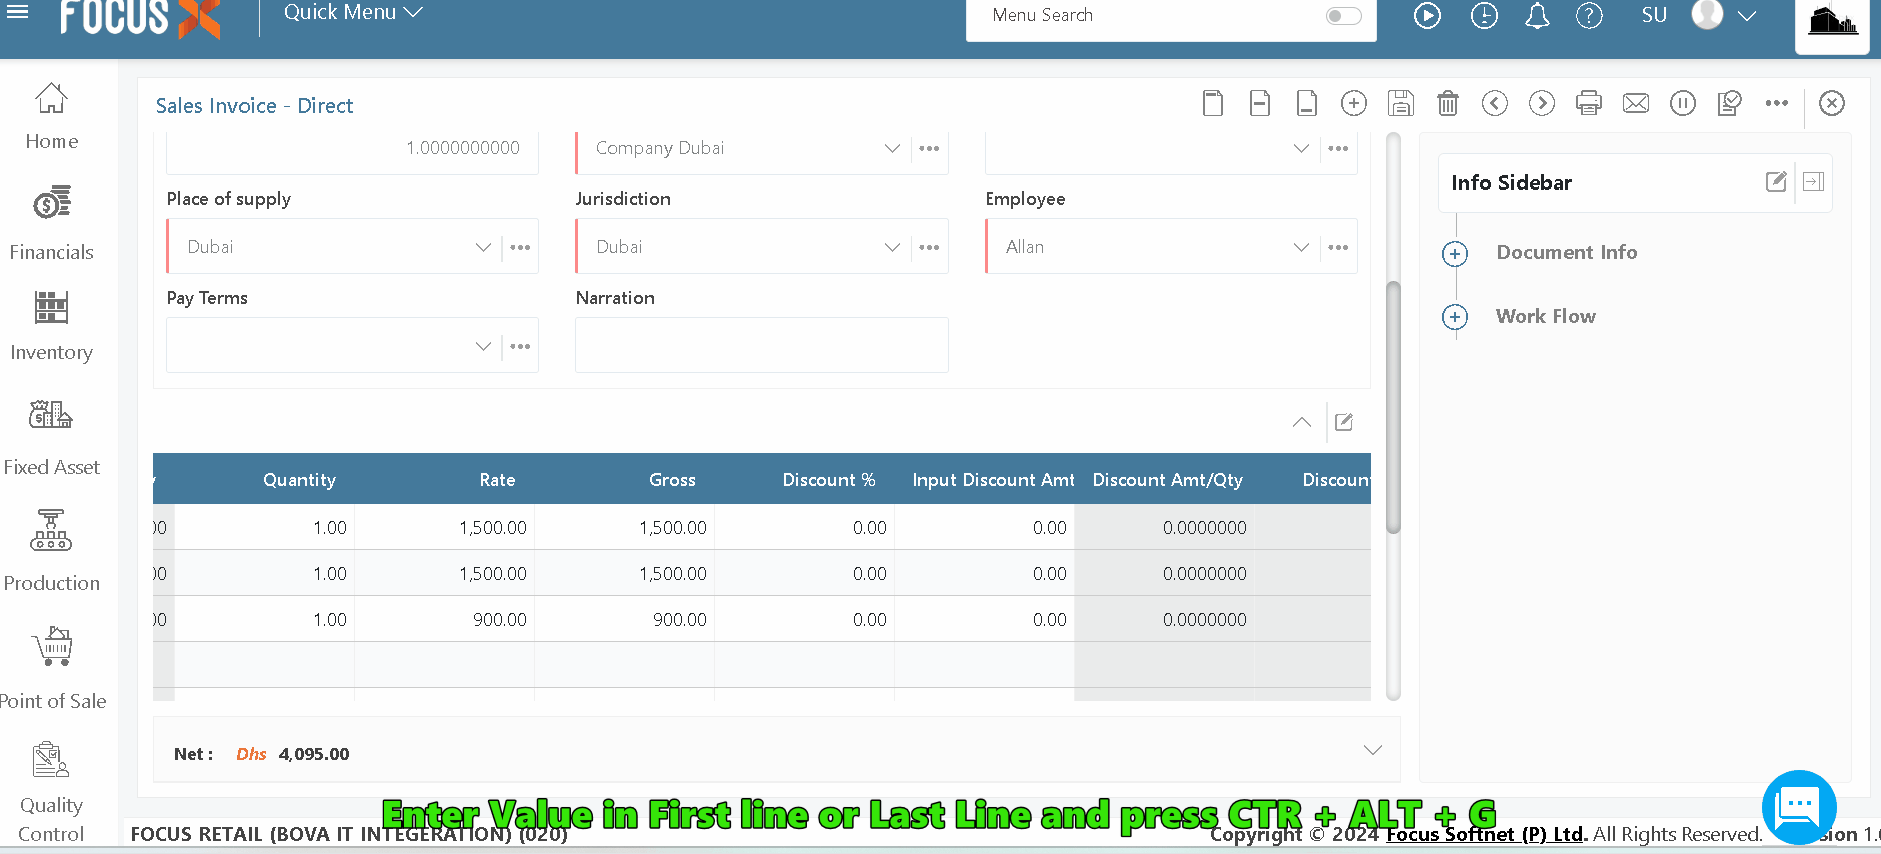 FOCUS X
Quick Menu
Menu Search
SU
Home
Financials
Inventory
Fixed Asset
Production
Point of Sale
Quality
Control
Sales Invoice - Direct
1.0000000000
Company Dubai
Place of supply
Jurisdiction
Employee
Dubai
Dubai
Allan
Pay Terms
Narration
Quantity Rate Gross Discount % Input Discount Amt Discount Amt/Qty Discoun
00 1.00 1,500.00 1,500.00 0.00 0.00 0.0000000
00 1.00 1,500.00 1,500.00 0.00 0.00 0.0000000
00 1.00 900.00 900.00 0.00 0.00 0.0000000
Net : Dhs 4,095.00
Info Sidebar
Document Info
Work Flow
Enter Value in First line or Last Line and press CTR + ALT + G
FOCUS RETAIL (BOVA IT INTEGERATION) (020)
Copyright © 2024 Focus Softnet (P) Ltd. All Rights Reserved. sion 1.